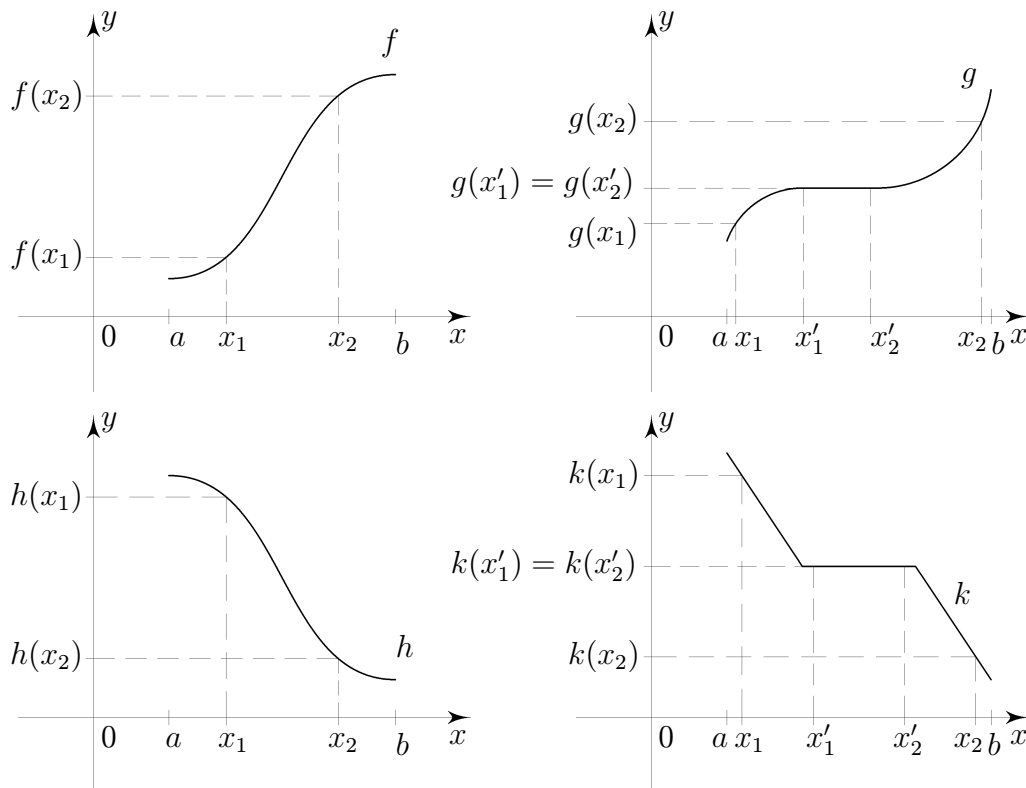 y
f
f(x₂)
f(x₁)
0
a
x₁
x₂
b
x
y
g
g(x₂)
g(x′₁) = g(x′₂)
g(x₁)
0
a
x₁
x′₁
x′₂
x₂
b
x
y
h(x₁)
h
h(x₂)
0
a
x₁
x₂
b
x
y
k(x₁)
k(x′₁) = k(x′₂)
k
k(x₂)
0
a
x₁
x′₁
x′₂
x₂
b
x